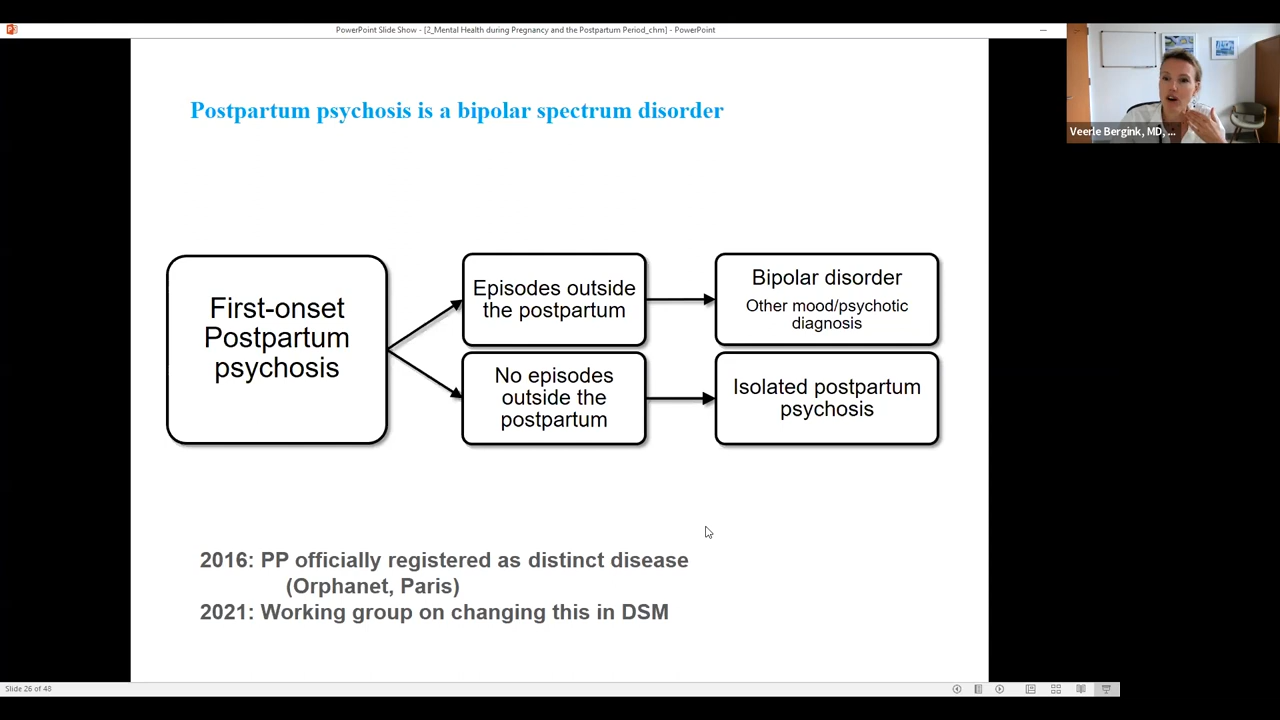 PowerPoint Slide Show - [2_Mental Health during Pregnancy and the Postpartum Period_chm] - PowerPoint
Veerle Bergink, MD, ...
Postpartum psychosis is a bipolar spectrum disorder
First-onset
Postpartum
psychosis
Episodes outside
the postpartum
Bipolar disorder
Other mood/psychotic
diagnosis
No episodes
outside the
postpartum
Isolated postpartum
psychosis
2016: PP officially registered as distinct disease
(Orphanet, Paris)
2021: Working group on changing this in DSM
Slide 26 of 48